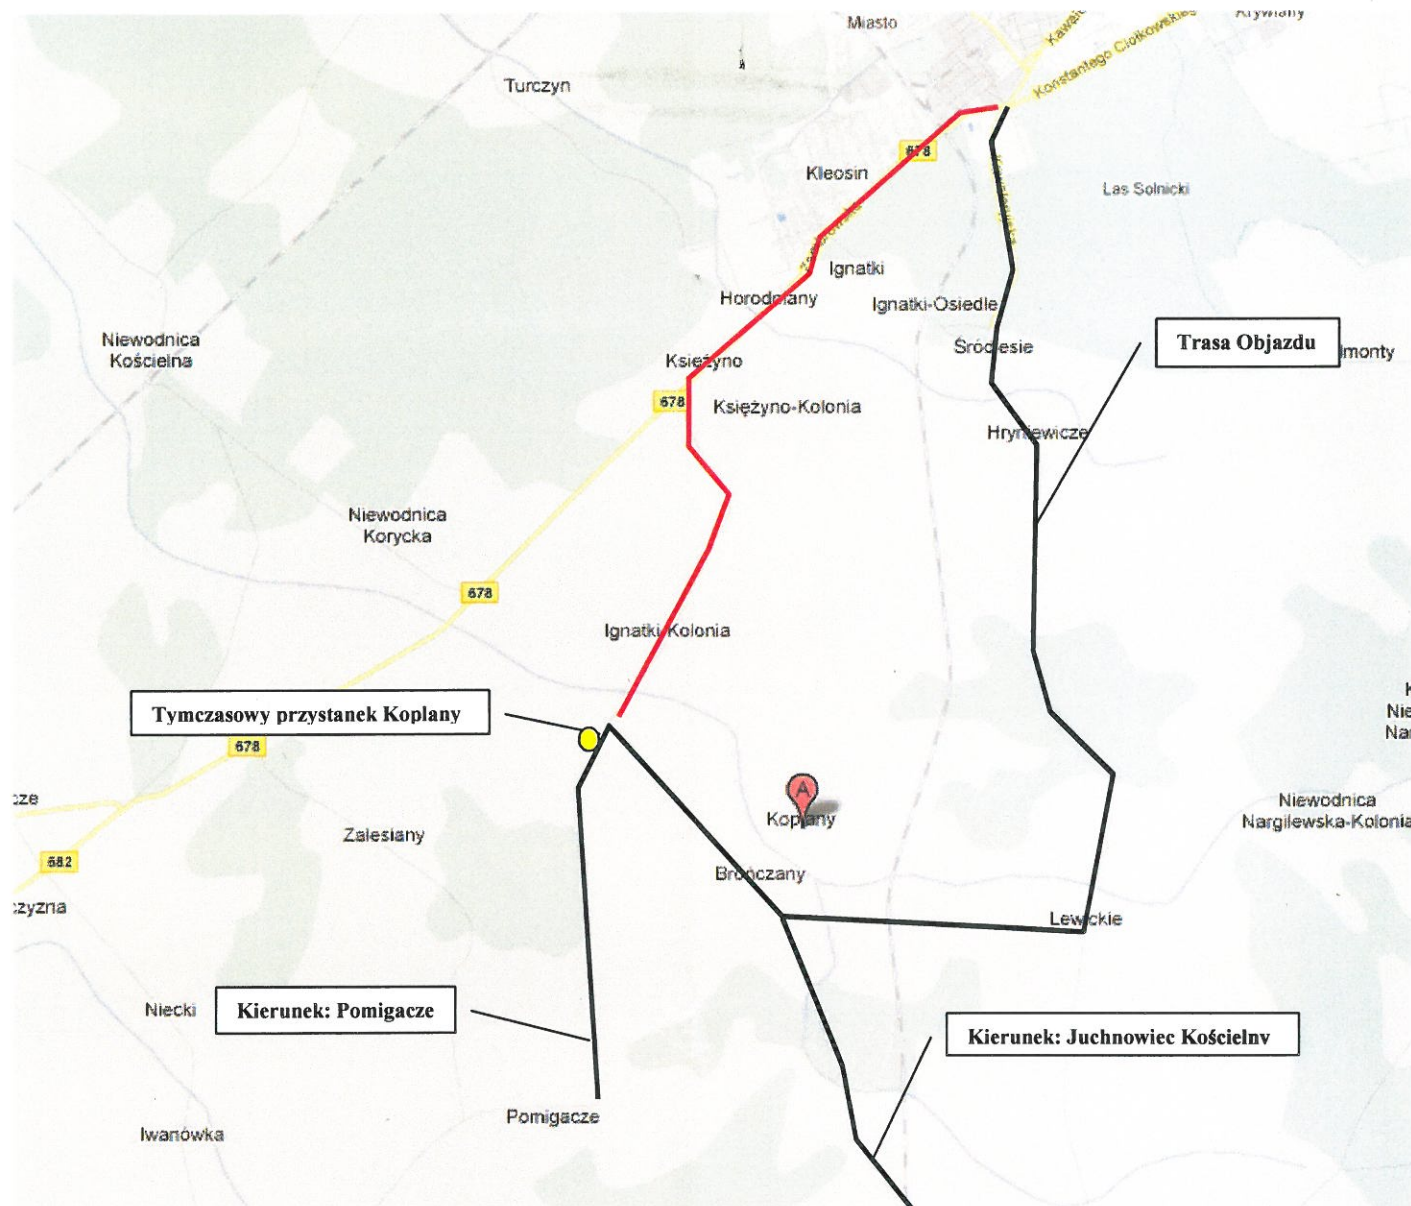 Miasto
Krywlany
Konstantego Ciołkowskiego
Turczyn
678
Kleosin
Las Solnicki
Ignatki
Horodniany
Ignatki-Osiedle
Niewodnica
Kościelna
Śródlesie
Trasa Objazdu
Księżyno
678
Księżyno-Kolonia
Hryniewicze
Niewodnica
Korycka
678
Ignatki-Kolonia
Tymczasowy przystanek Koplany
678
A
Koplany
Niewodnica
Nargilewska-Kolonia
Zalesiany
682
Brończany
Lewickie
Niecki
Kierunek: Pomigacze
Kierunek: Juchnowiec Kościelny
Pomigacze
Iwanówka